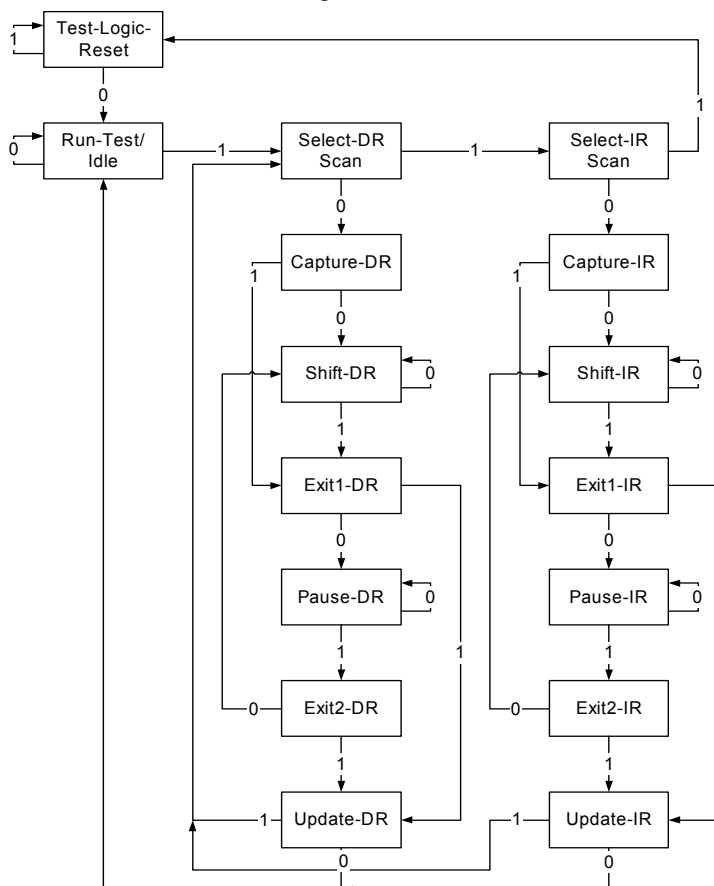 Test-Logic-
Reset
1
0
1
Run-Test/
Idle
0
1
Select-DR
Scan
1
Select-IR
Scan
0
0
Capture-DR
1
Capture-IR
1
0
0
Shift-DR
0
Shift-IR
0
1
1
Exit1-DR
Exit1-IR
0
0
Pause-DR
0
Pause-IR
0
1
1
1
Exit2-DR
0
Exit2-IR
0
1
1
Update-DR
1
Update-IR
1
0
0